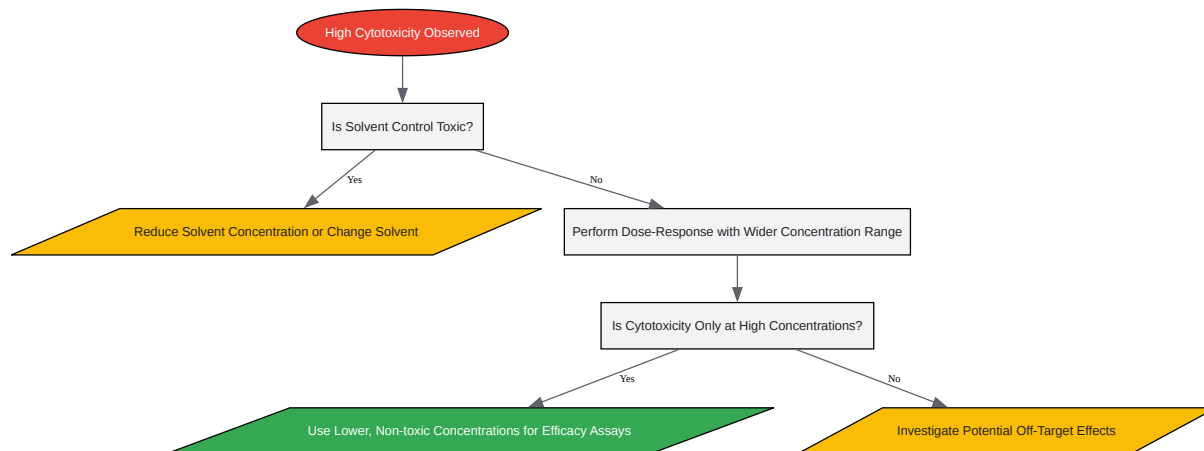 High Cytotoxicity Observed
Is Solvent Control Toxic?
Yes
No
Reduce Solvent Concentration or Change Solvent
Perform Dose-Response with Wider Concentration Range
Is Cytotoxicity Only at High Concentrations?
Yes
No
Use Lower, Non-toxic Concentrations for Efficacy Assays
Investigate Potential Off-Target Effects